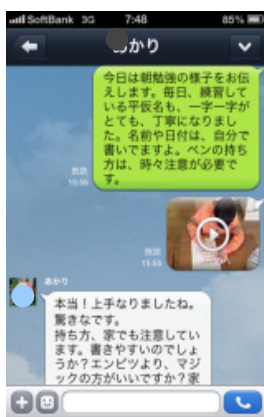 SoftBank 3G 7:48 85%
あかり
今日は朝勉強の様子をお伝
えします。毎日、練習して
いる平仮名も、一字一字が
とても、丁寧になりまし
た。名前や日付は、自分で
書いでますよ。ペンの持ち
方は、時々注意が必要で
す。
既読
15:55
既読
15:55
あかり
本当！上手なりましたね。
驚きなです。
持ち方、家でも注意してい
ます。書きやすいのでしょ
うか？エンピツより、マジ
ックの方がいいですか？家